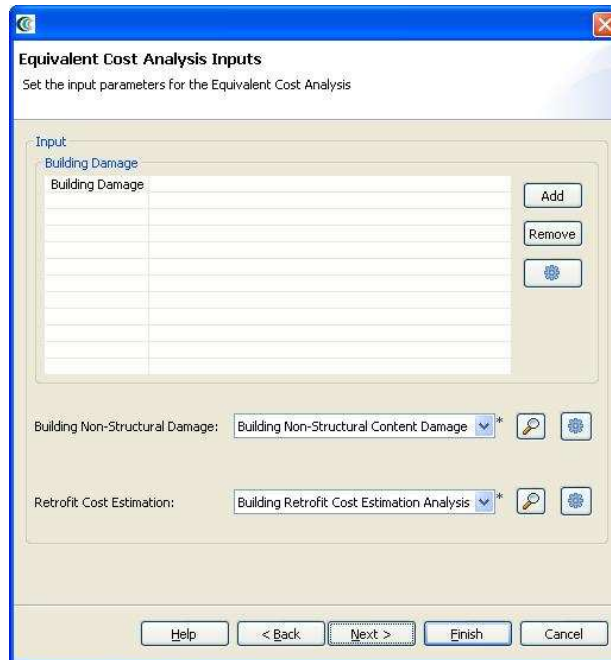 Equivalent Cost Analysis Inputs
Set the input parameters for the Equivalent Cost Analysis
Input
Building Damage
Building Damage
Add
Remove
Building Non-Structural Damage: Building Non-Structural Content Damage *
Retrofit Cost Estimation: Building Retrofit Cost Estimation Analysis *
Help < Back Next > Finish Cancel